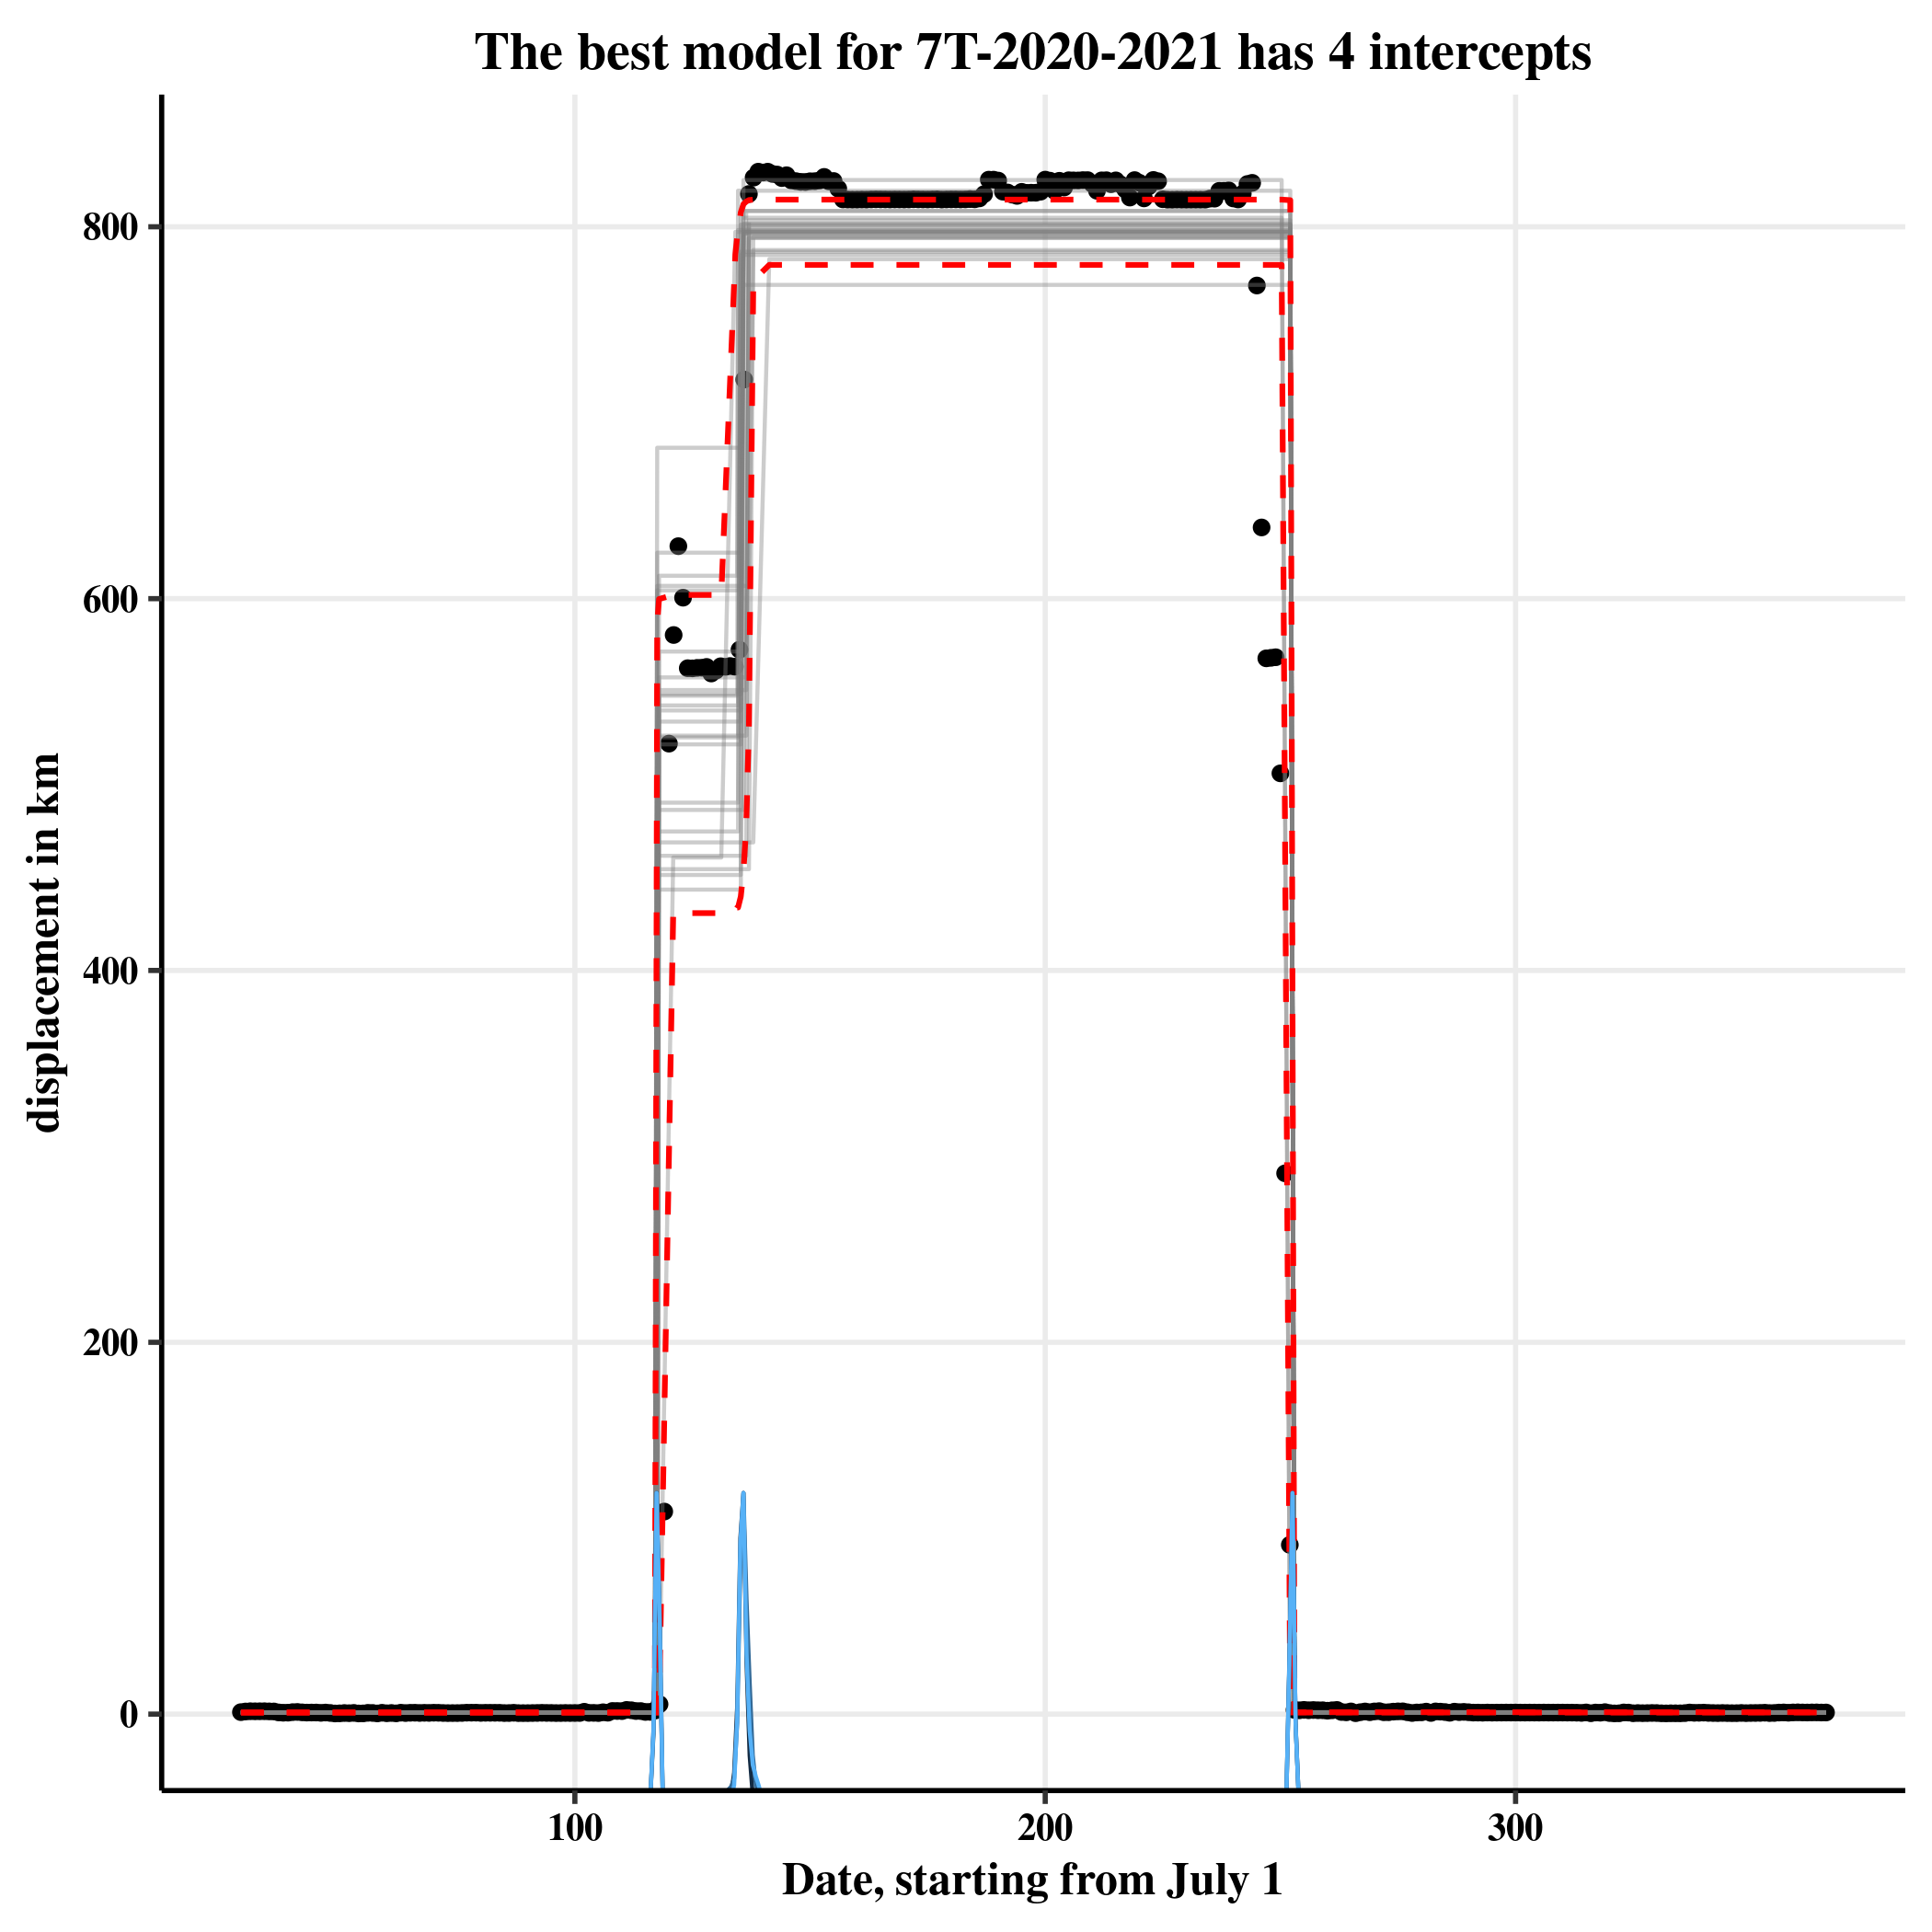 The best model for 7T-2020-2021 has 4 intercepts
displacement in km
800
600
400
200
0
100 200 300
Date, starting from July 1